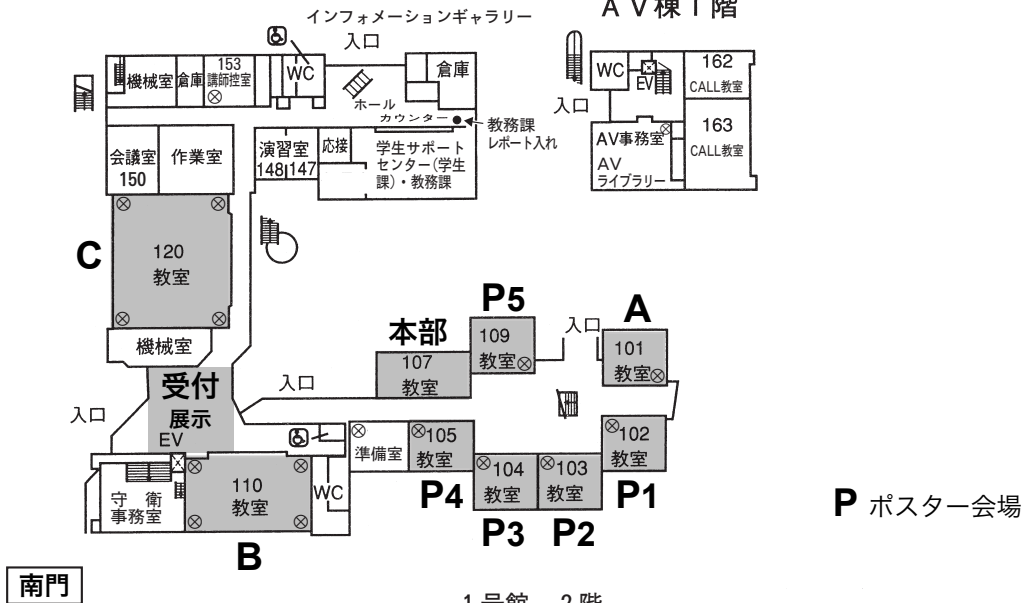 インフォメーションギャラリー
入口
AV棟1階
機械室
倉庫
153
講師控室
WC
ホール
カウンター
倉庫
教務課
レポート入れ
会議室
150
作業室
演習室
148
147
応接
学生サポート
センター(学生
課)・教務課
WC
EV
162
CALL教室
入口
AV事務室
AV
ライブラリー
163
CALL教室
C
120
教室
機械室
受付
展示
EV
入口
入口
本部
107
教室
P5
109
教室
入口
A
101
教室
102
教室
P1
準備室
105
教室
P4
104
教室
P3
103
教室
P2
守衛
事務室
110
教室
B
WC
P ポスター会場
南門
1号館 2階